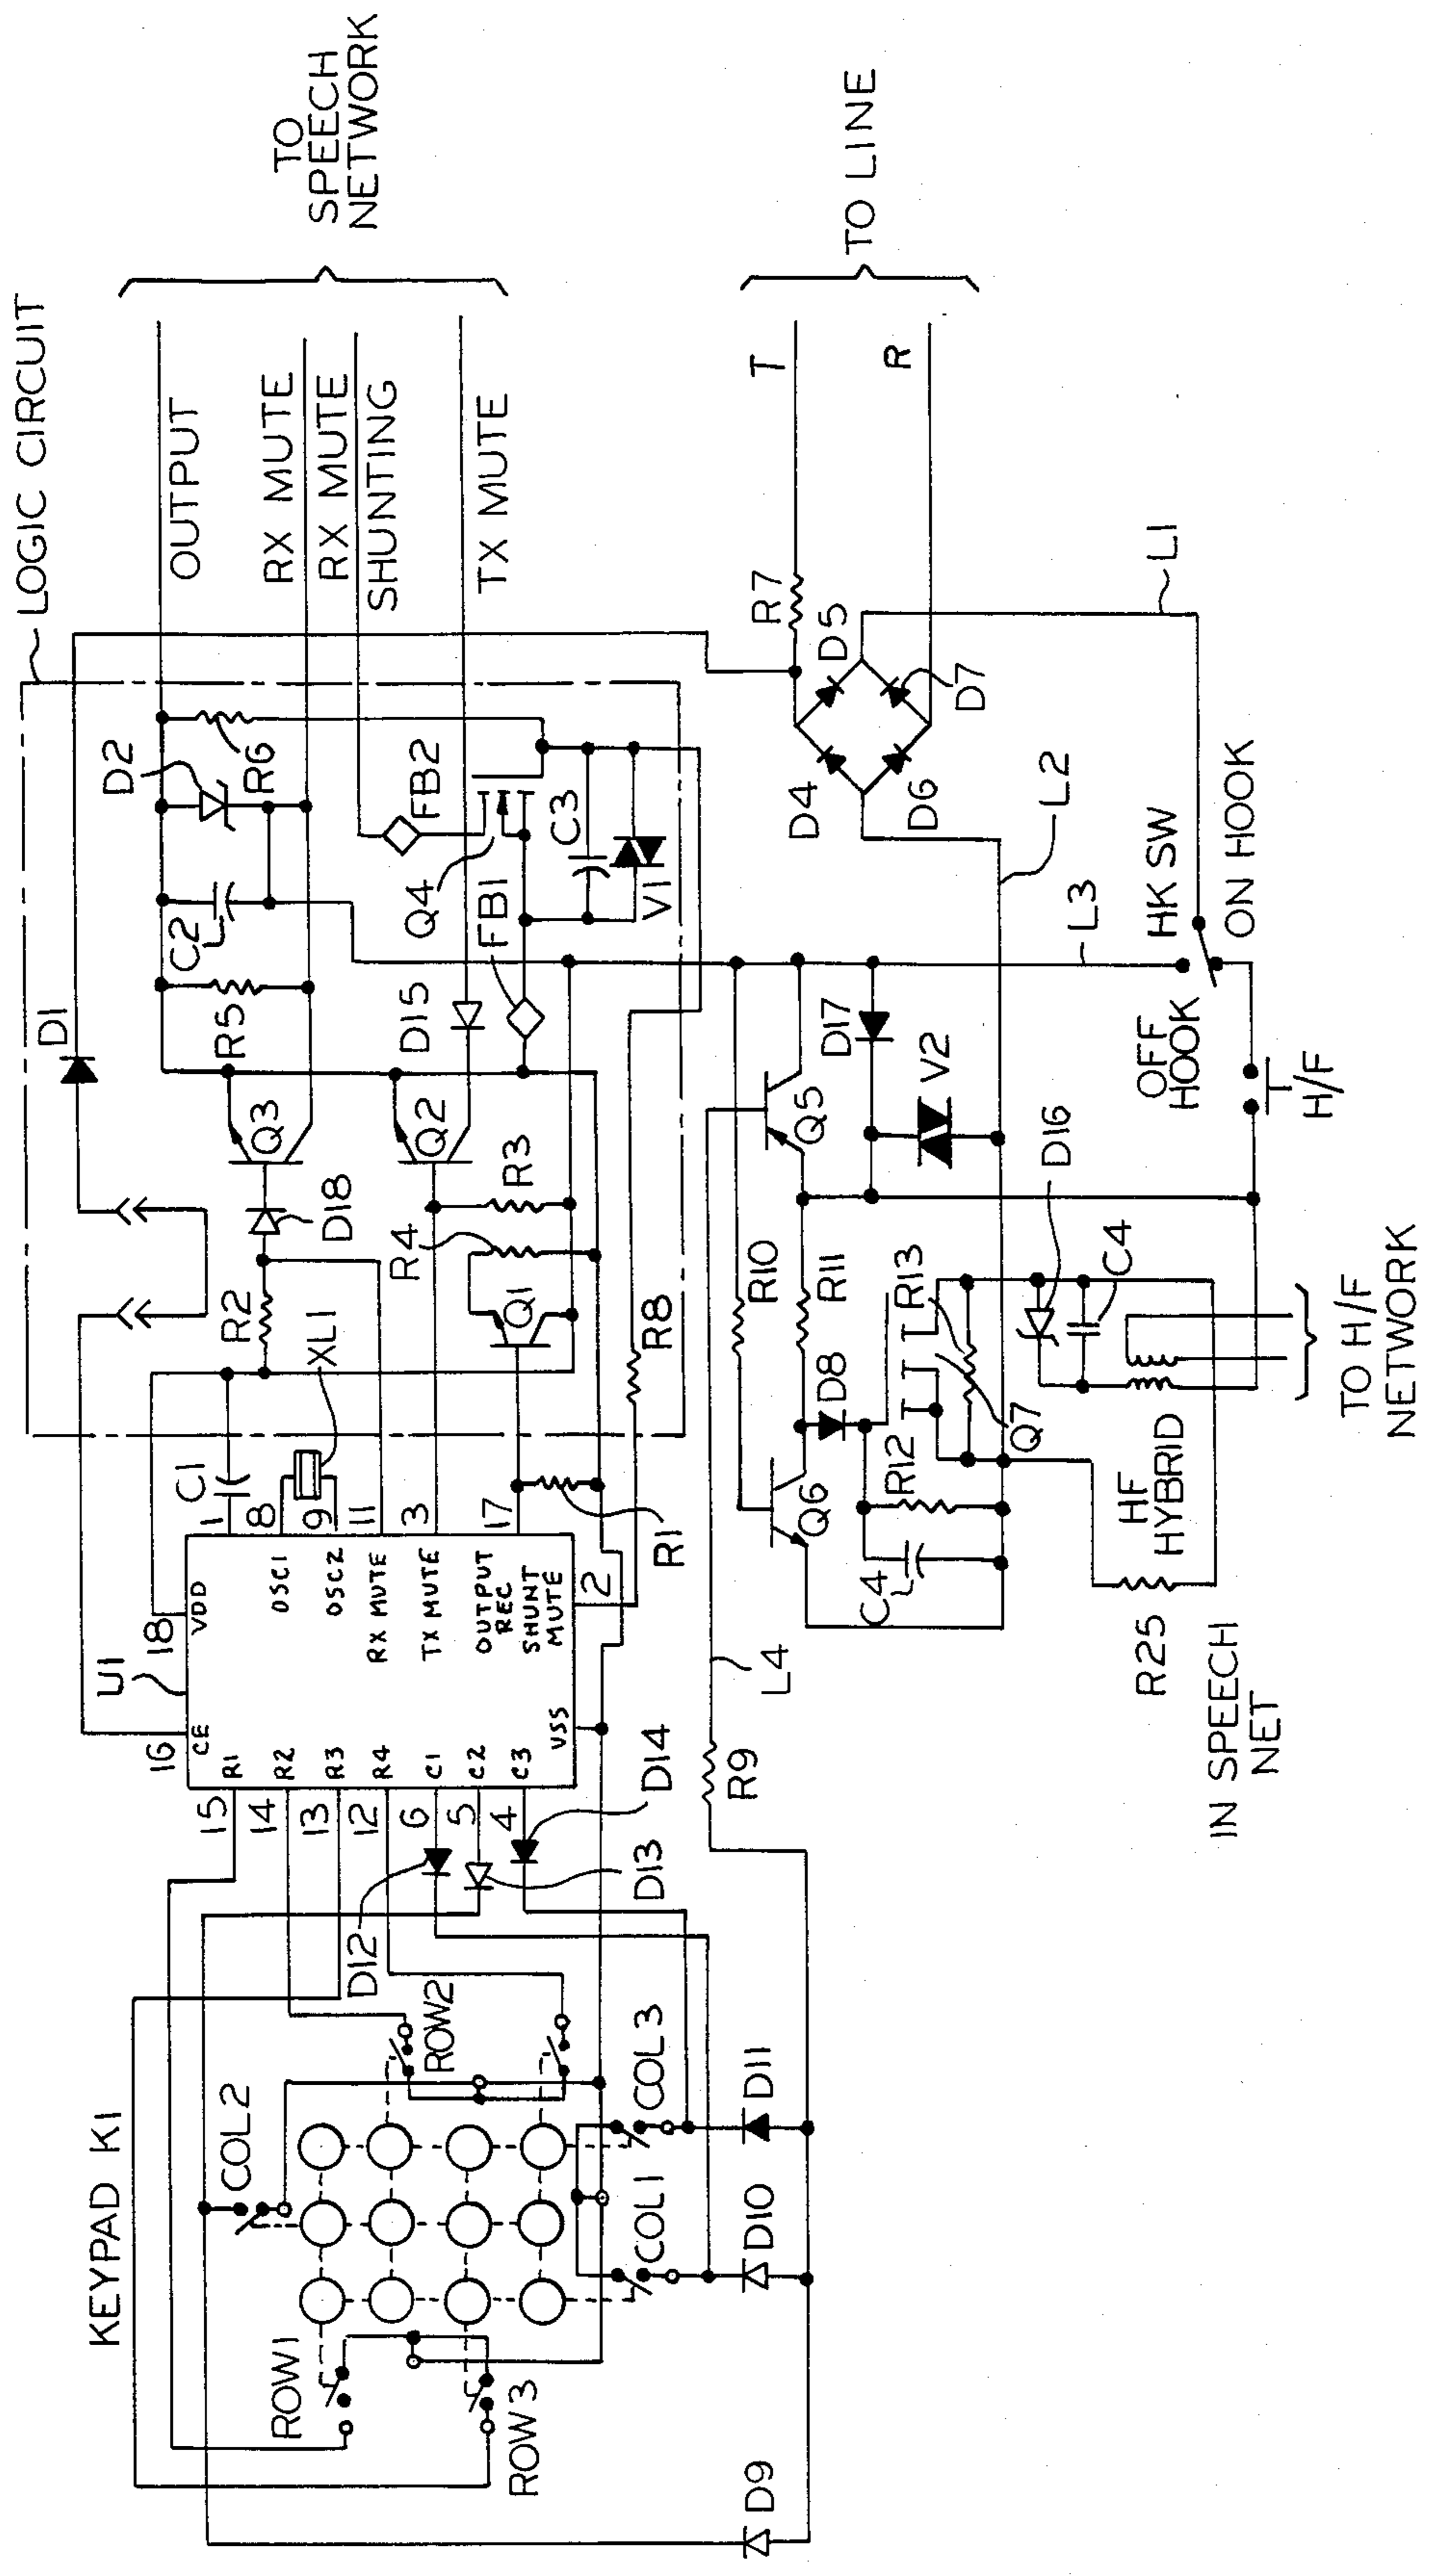 LOGIC CIRCUIT
TO
SPEECH
NETWORK
OUTPUT
RX MUTE
RX MUTE
SHUNTING
TX MUTE
TO LINE
T
R
R7
D5
D7
D4
D6
L1
L2
L3
HK SW
ON HOOK
OFF
HOOK
H/F
D1
D2
R6
C2
R5
FB2
Q4
C3
FB1
V1
D15
Q3
Q2
D18
R3
R4
R2
XL1
Q1
R8
C1
1
8
9
11
3
17
R1
2
U1
18
VDD
OSC1
OSC2
RX MUTE
TX MUTE
OUTPUT
REC
SHUNT
MUTE
16
CE
R1
R2
R3
R4
C1
C2
C3
VSS
15
14
13
12
6
5
4
D14
D13
D12
D17
V2
Q5
D16
R10
R11
R13
C4
D8
Q7
R12
Q6
C4
HF
HYBRID
TO H/F
NETWORK
R25
IN SPEECH
NET
L4
R9
KEYPAD K1
COL2
ROW2
COL3
COL1
ROW1
ROW3
D11
D10
D9